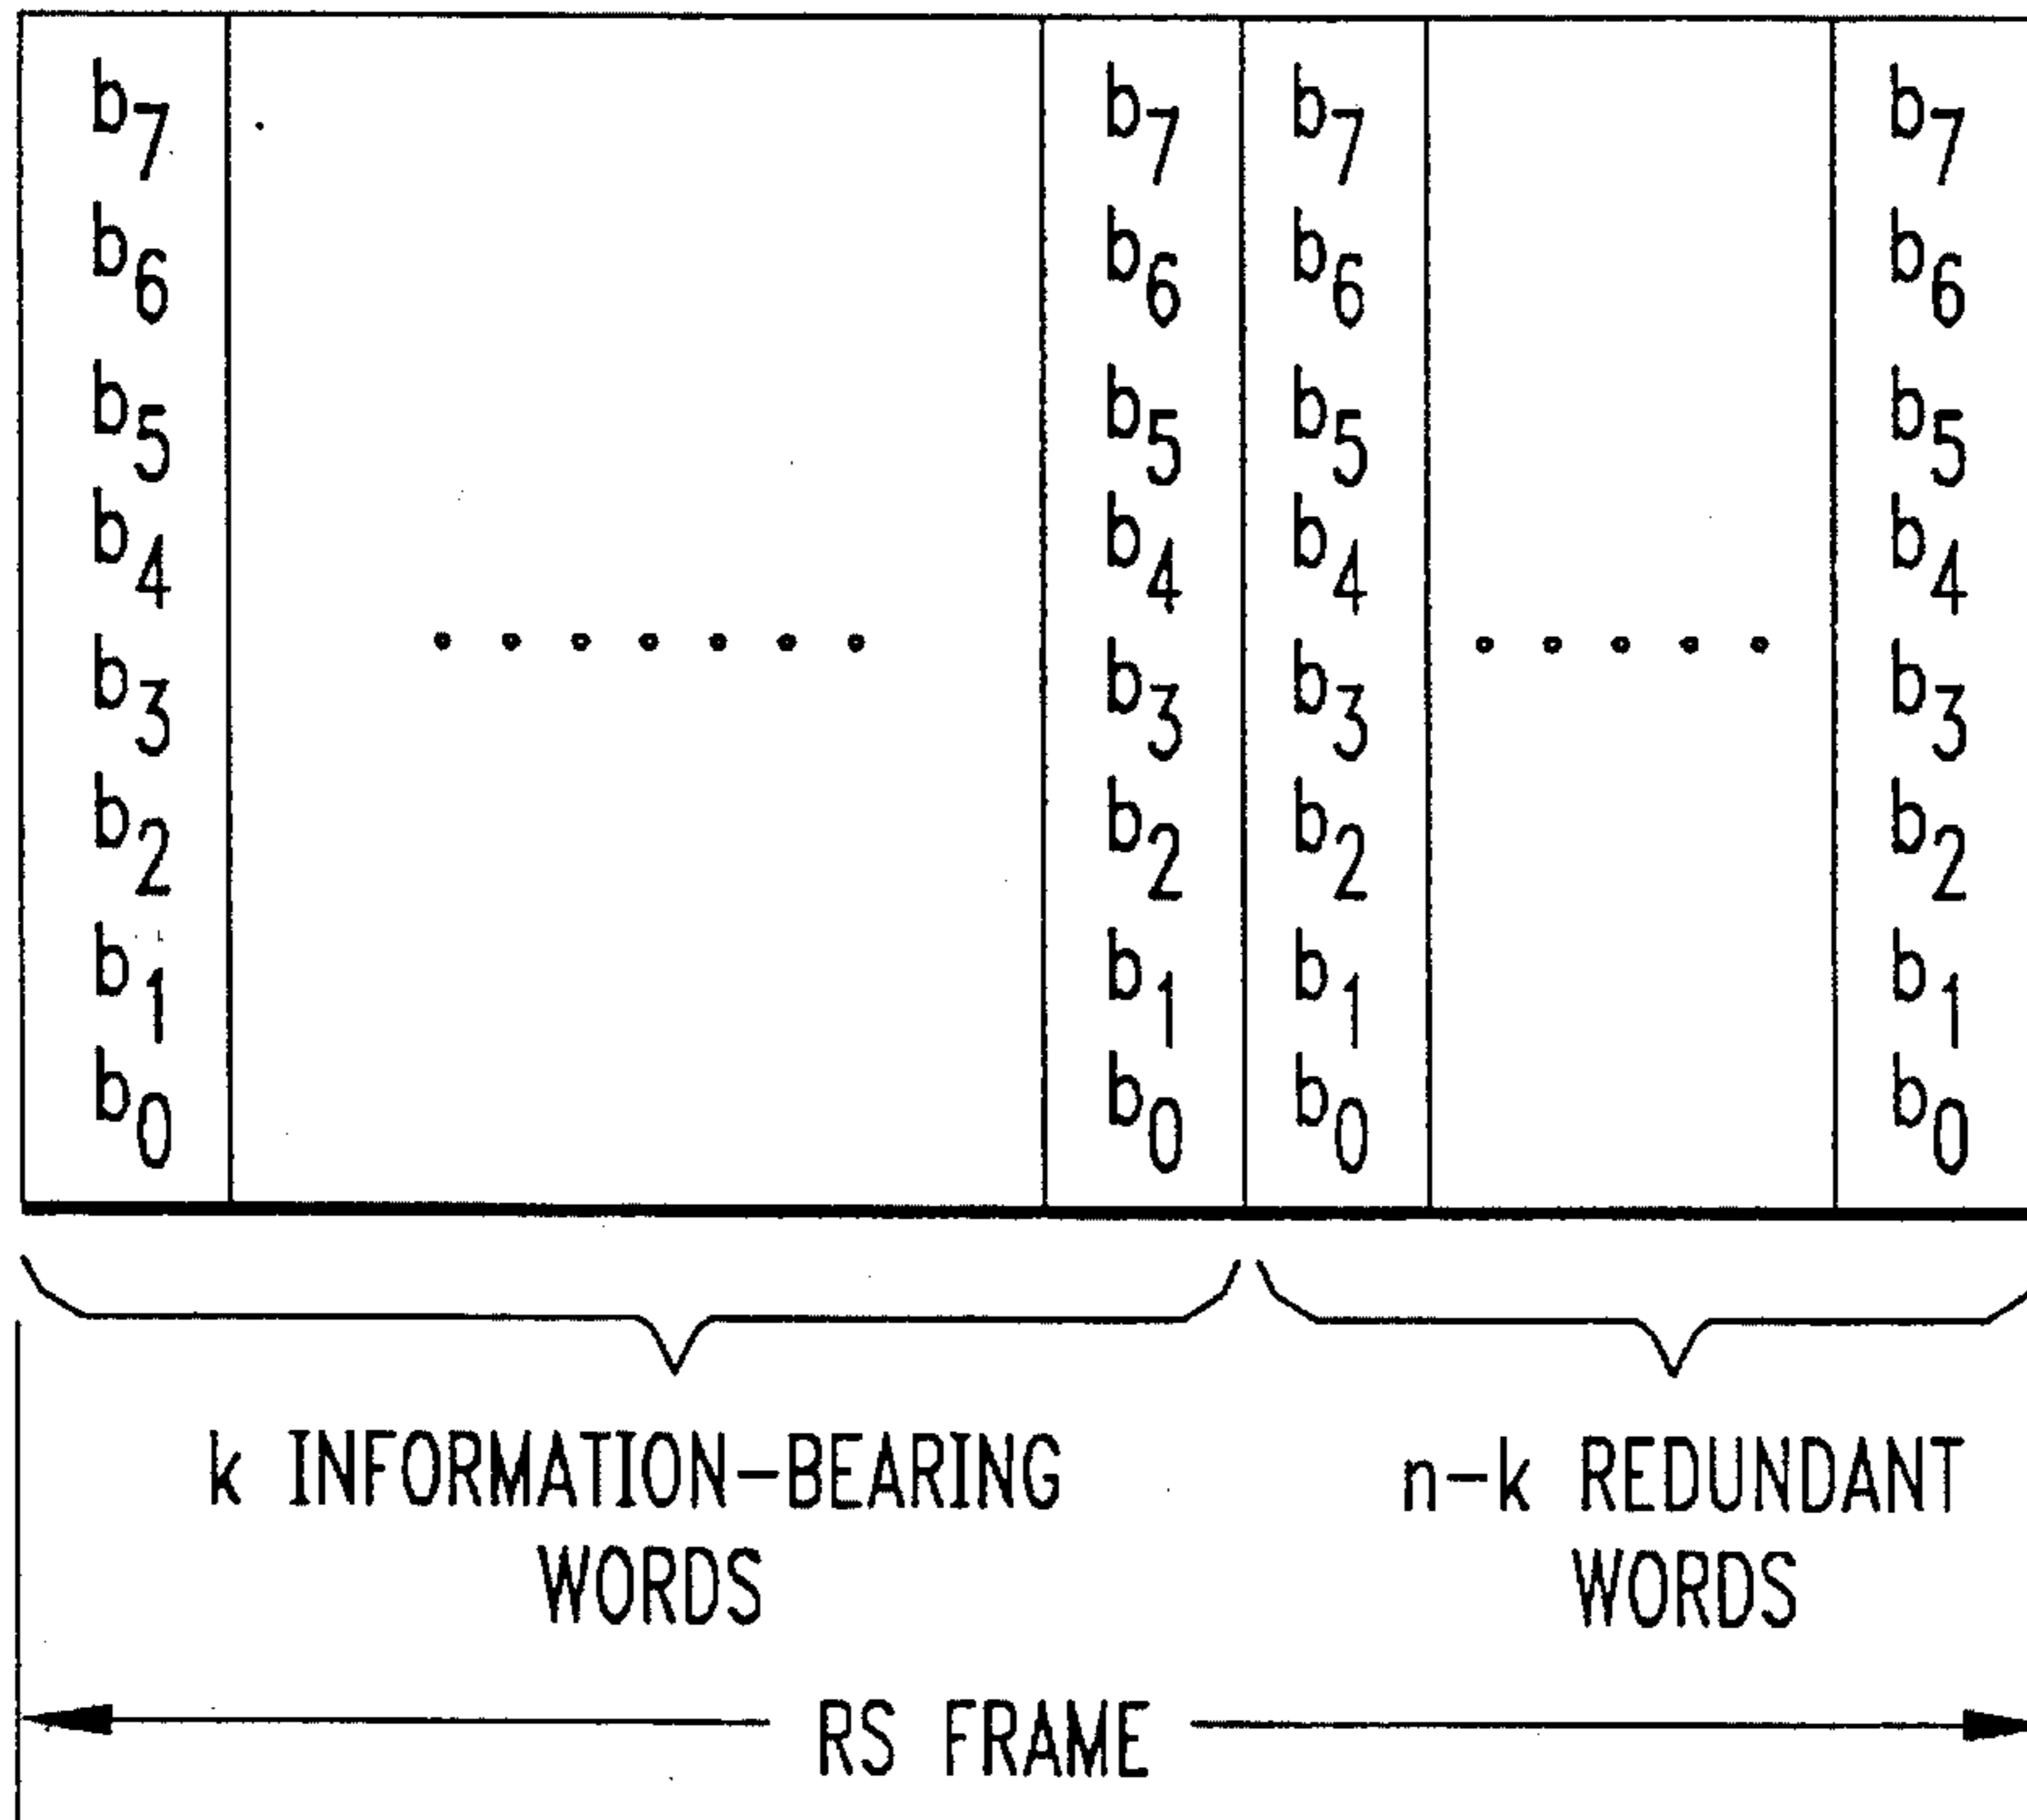 b7 b7 b7 b7
b6 b6 b6 b6
b5 b5 b5 b5
b4 b4 b4 b4
b3 b3 b3 b3
b2 b2 b2 b2
b1 b1 b1 b1
b0 b0 b0 b0
k INFORMATION-BEARING
WORDS
n-k REDUNDANT
WORDS
RS FRAME